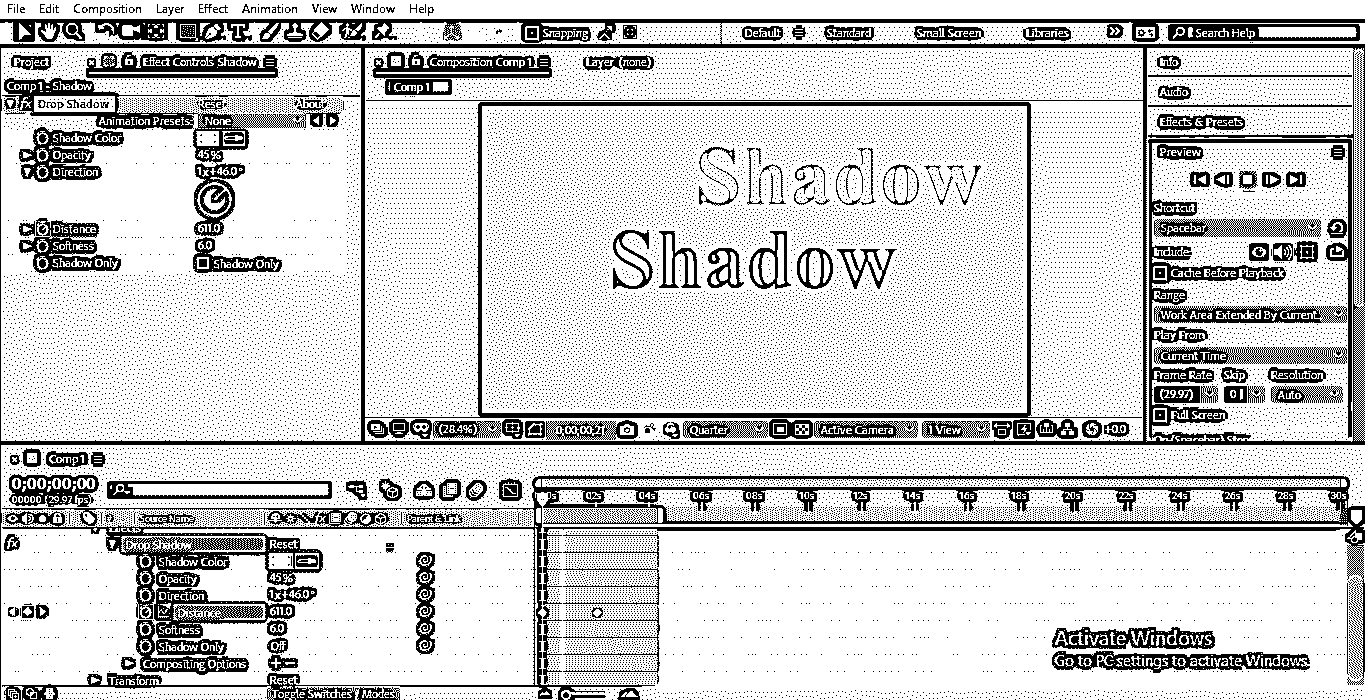 File Edit Composition Layer Effect Animation View Window Help
Snapping Default Standard Small Screen Libraries Search Help
Project Effect Controls Shadow
Comp 1 - Shadow
fx Drop Shadow Reset About
Animation Presets: None
Shadow Color
Opacity 45%
Direction 1x+46.0°
Distance 611.0
Softness 6.0
Shadow Only Shadow Only
Composition Comp 1 Layer (none)
Comp 1
Shadow
Shadow
(28.4%) 0;00;00;21 Quarter Active Camera 1 View +0.0
Info
Audio
Effects & Presets
Preview
Shortcut
Spacebar
Include:
Cache Before Playback
Range
Work Area Extended By Current...
Play From
Current Time
Frame Rate Skip Resolution
(29.97) 0 Auto
Full Screen
Comp 1
0;00;00;00
00000 (29.97 fps)
02s 04s 06s 08s 10s 12s 14s 16s 18s 20s 22s 24s 26s 28s 30s
# Source Name Parent & Link
Effects
fx Drop Shadow Reset
Shadow Color
Opacity 45%
Direction 1x+46.0°
Distance 611.0
Softness 6.0
Shadow Only Off
Compositing Options
Transform Reset
Toggle Switches / Modes
Activate Windows
Go to PC settings to activate Windows.